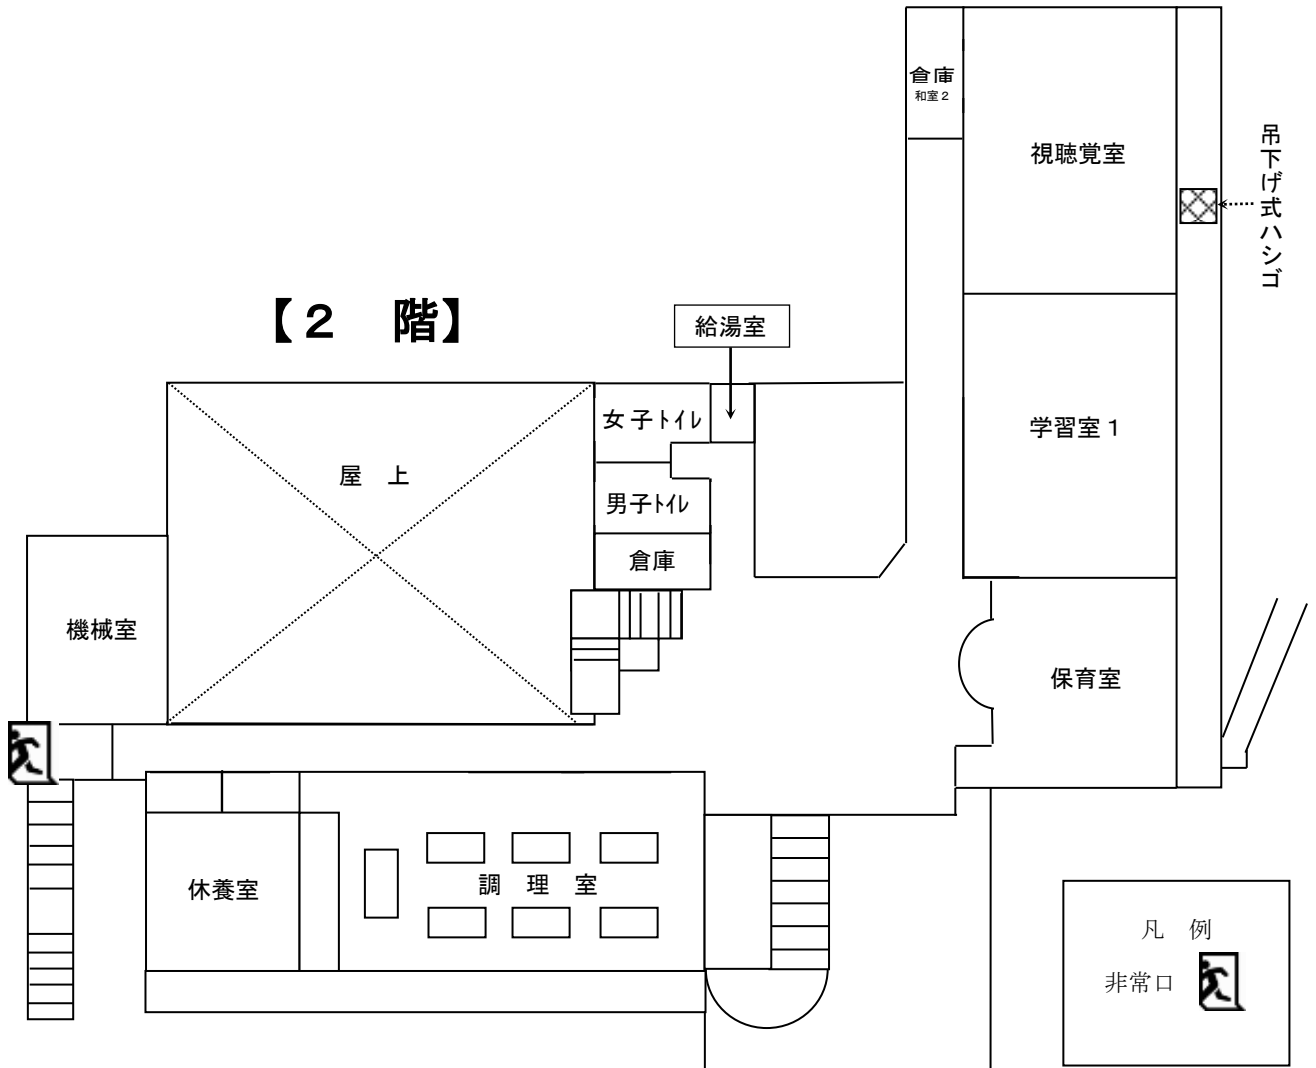 倉庫
和室2
視聴覚室
吊下げ式ハシゴ
【2 階】
給湯室
女子トイレ
学習室1
屋 上
男子トイレ
倉庫
機械室
保育室
調 理 室
休養室
凡 例
非常口